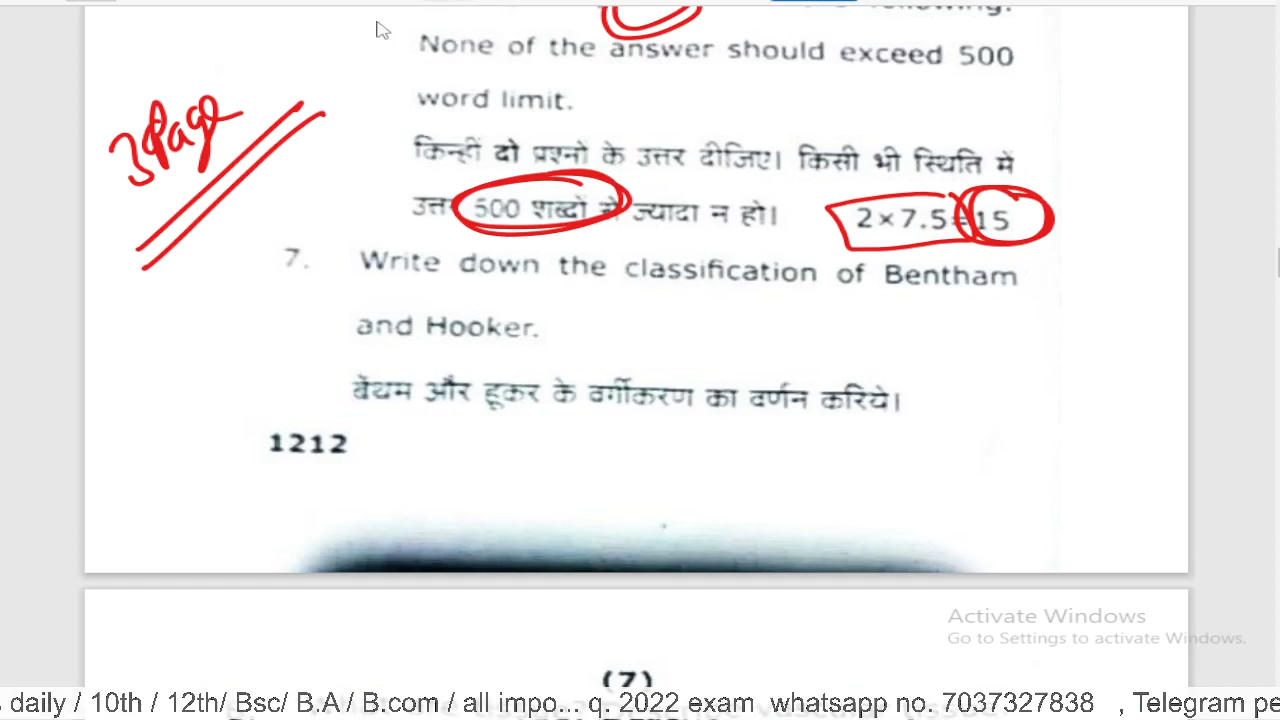 following.
None of the answer should exceed 500
word limit.
3 Page
किन्हीं दो प्रश्नो के उत्तर दीजिए। किसी भी स्थिति में
500 शब्दों से ज्यादा न हो। 2×7.5=15
7. Write down the classification of Bentham
and Hooker.
बेंथम और हूकर के वर्गीकरण का वर्णन करिये।
1212
Activate Windows
Go to Settings to activate Windows.
(7)
daily / 10th / 12th/ Bsc/ B.A/ B.com / all impo... q. 2022 exam whatsapp no. 7037327838 , Telegram pe